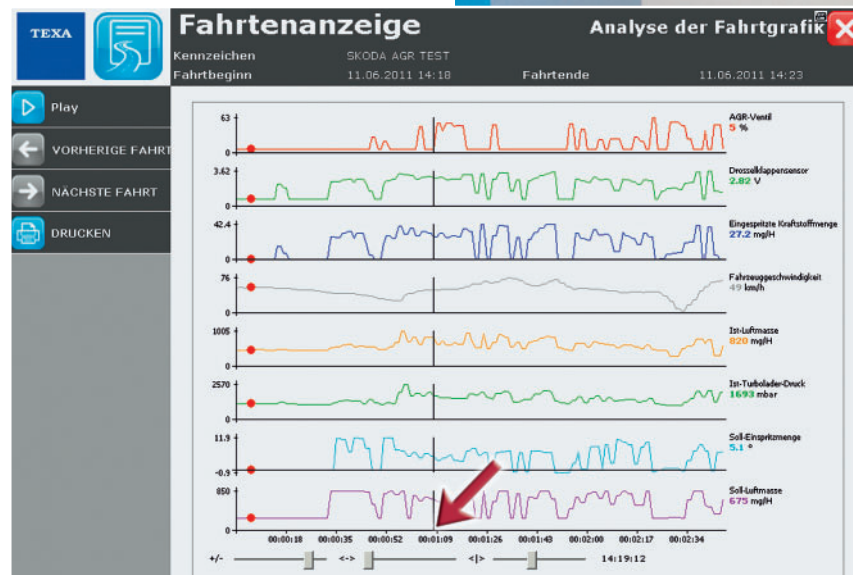 TEXA
Fahrtenanzeige
Analyse der Fahrtgrafik
Kennzeichen SKODA AGR TEST
Fahrtbeginn 11.06.2011 14:18 Fahrtende 11.06.2011 14:23
Play
VORHERIGE FAHRT
NÄCHSTE FAHRT
DRUCKEN
63
0
AGR-Ventil
5 %
3.62
0
Drosselklappensensor
2.82 V
42.4
0
Eingespritzte Kraftstoffmenge
27.2 mg/H
76
0
Fahrzeuggeschwindigkeit
49 km/h
1005
0
Ist-Luftmasse
820 mg/H
2570
0
Ist-Turbolader-Druck
1693 mbar
11.9
-0.9
Soll-Einspritzmenge
5.1 °
850
0
Soll-Luftmasse
675 mg/H
00:00:18 00:00:35 00:00:52 00:01:09 00:01:26 00:01:43 00:02:00 00:02:17 00:02:34
+/- <-> <|> 14:19:12